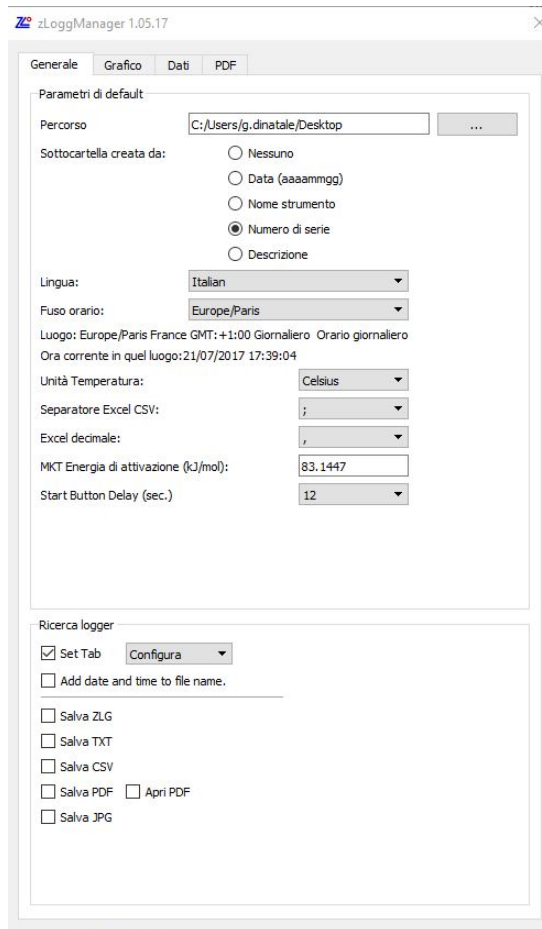 zLoggManager 1.05.17
Generale Grafico Dati PDF
Parametri di default
Percorso C:/Users/g.dinatale/Desktop ...
Sottocartella creata da: Nessuno
Data (aaaammgg)
Nome strumento
Numero di serie
Descrizione
Lingua: Italian
Fuso orario: Europe/Paris
Luogo: Europe/Paris France GMT:+1:00 Giornaliero Orario giornaliero
Ora corrente in quel luogo:21/07/2017 17:39:04
Unità Temperatura: Celsius
Separatore Excel CSV: ;
Excel decimale: ,
MKT Energia di attivazione (kJ/mol): 83.1447
Start Button Delay (sec.) 12
Ricerca logger
Set Tab Configura
Add date and time to file name.
Salva ZLG
Salva TXT
Salva CSV
Salva PDF Apri PDF
Salva JPG